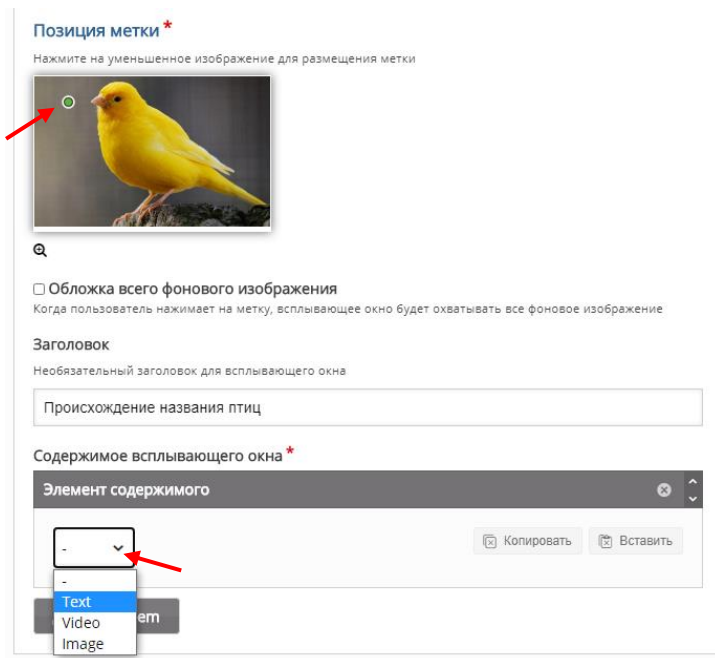 Позиция метки *
Нажмите на уменьшенное изображение для размещения метки
Обложка всего фонового изображения
Когда пользователь нажимает на метку, всплывающее окно будет охватывать все фоновое изображение
Заголовок
Необязательный заголовок для всплывающего окна
Происхождение названия птиц
Содержимое всплывающего окна *
Элемент содержимого
- Копировать Вставить
-
Text
Video
Image